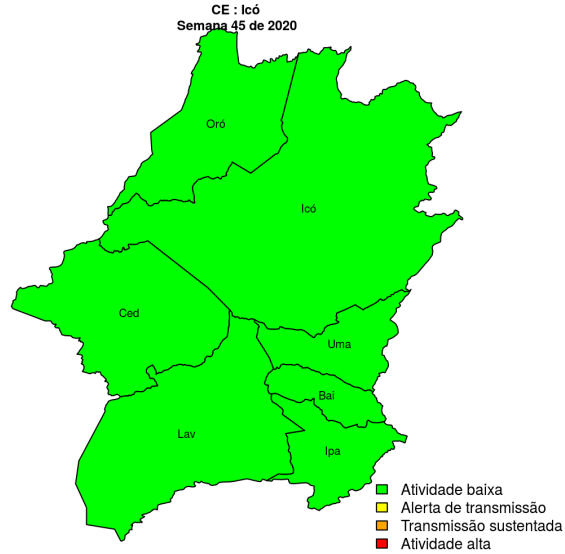 CE : Icó
Semana 45 de 2020
Oró
Icó
Ced
Uma
Bai
Lav
Ipa
Atividade baixa
Alerta de transmissão
Transmissão sustentada
Atividade alta